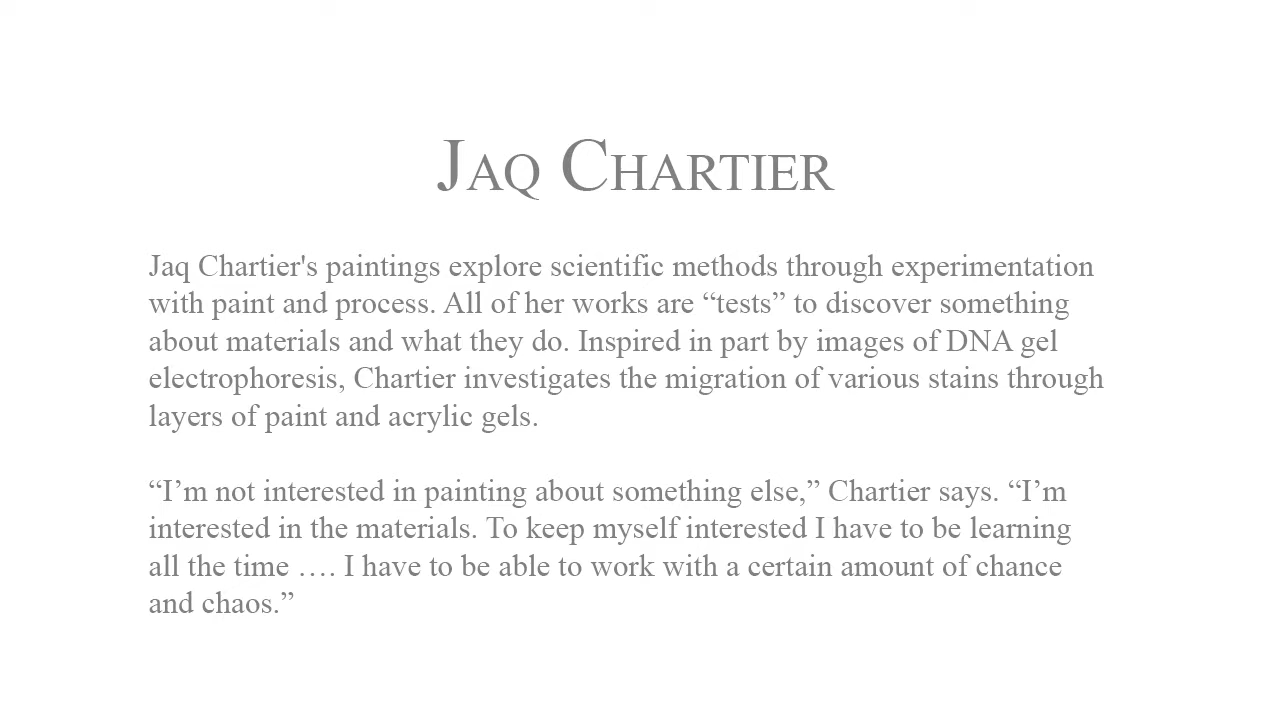 Jaq Chartier
Jaq Chartier's paintings explore scientific methods through experimentation
with paint and process. All of her works are “tests” to discover something
about materials and what they do. Inspired in part by images of DNA gel
electrophoresis, Chartier investigates the migration of various stains through
layers of paint and acrylic gels.
“I’m not interested in painting about something else,” Chartier says. “I’m
interested in the materials. To keep myself interested I have to be learning
all the time …. I have to be able to work with a certain amount of chance
and chaos.”